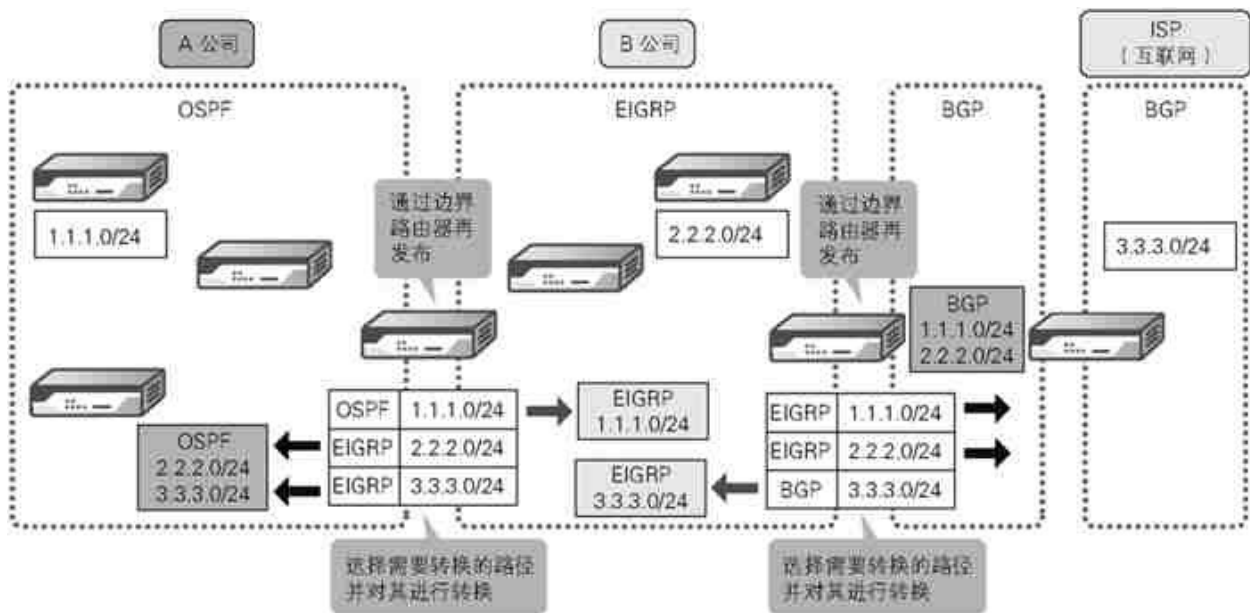 A 公司
B 公司
ISP
（互联网）
OSPF
EIGRP
BGP
BGP
1.1.1.0/24
通过边界
路由器再
发布
2.2.2.0/24
通过边界
路由器再
发布
3.3.3.0/24
BGP
1.1.1.0/24
2.2.2.0/24
OSPF 1.1.1.0/24
EIGRP 2.2.2.0/24
EIGRP 3.3.3.0/24
OSPF
2.2.2.0/24
3.3.3.0/24
EIGRP
1.1.1.0/24
EIGRP
3.3.3.0/24
EIGRP 1.1.1.0/24
EIGRP 2.2.2.0/24
BGP 3.3.3.0/24
选择需要转换的路径
并对其进行转换
选择需要转换的路径
并对其进行转换